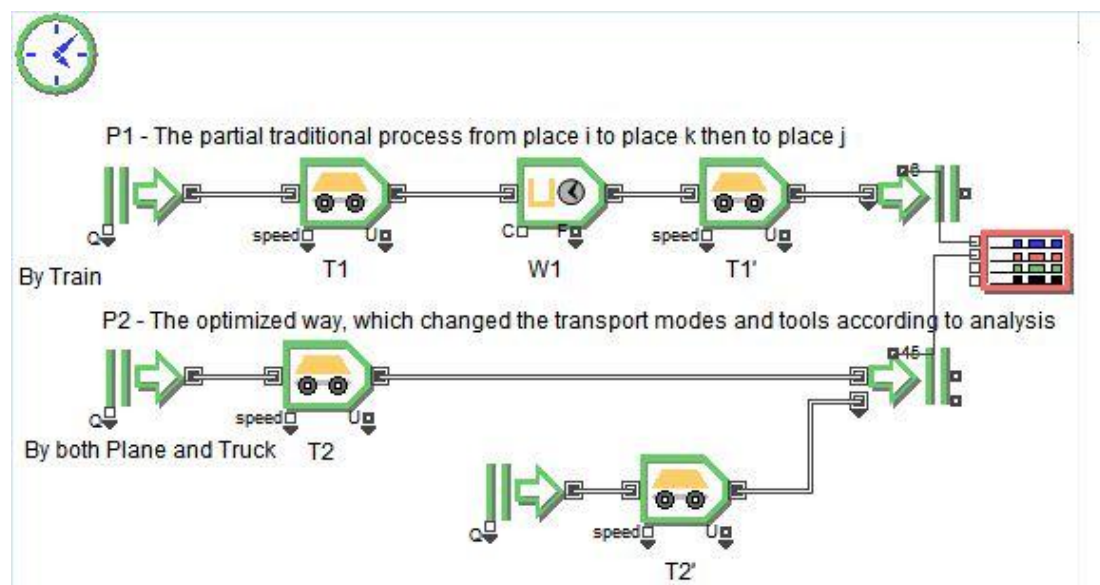 P1 - The partial traditional process from place i to place k then to place j
6
Q
speed
U
C
F
speed
U
T1
W1
T1'
By Train
P2 - The optimized way, which changed the transport modes and tools according to analysis
45
Q
speed
U
By both Plane and Truck
T2
Q
speed
U
T2'